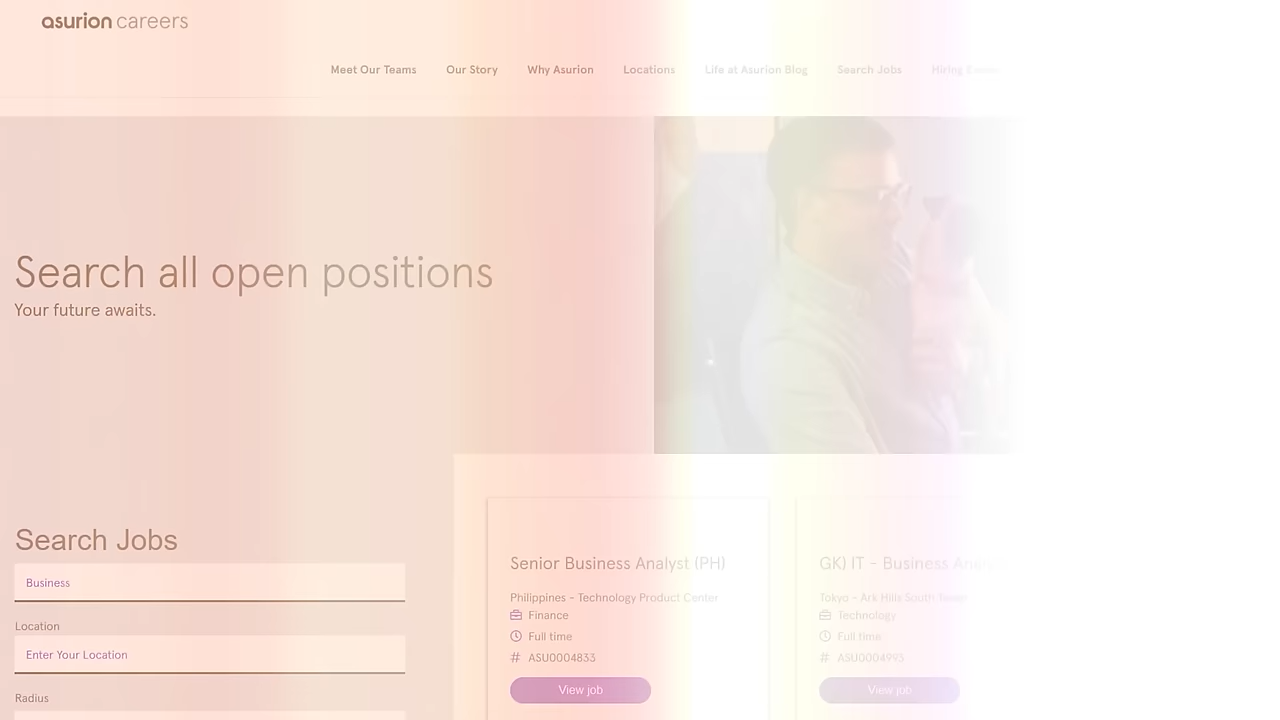 asurion careers
Meet Our Teams Our Story Why Asurion Locations Life at Asurion Blog Search Jobs Hiring
Search all open positions
Your future awaits.
Search Jobs
Business
Location
Enter Your Location
Radius
Senior Business Analyst (PH)
Philippines - Technology Product Center
Finance
Full time
# ASU0004833
View job
GK) IT - Business Analyst
Tokyo - Ark Hills South Tower
Technology
Full time
# ASU0004993
View job